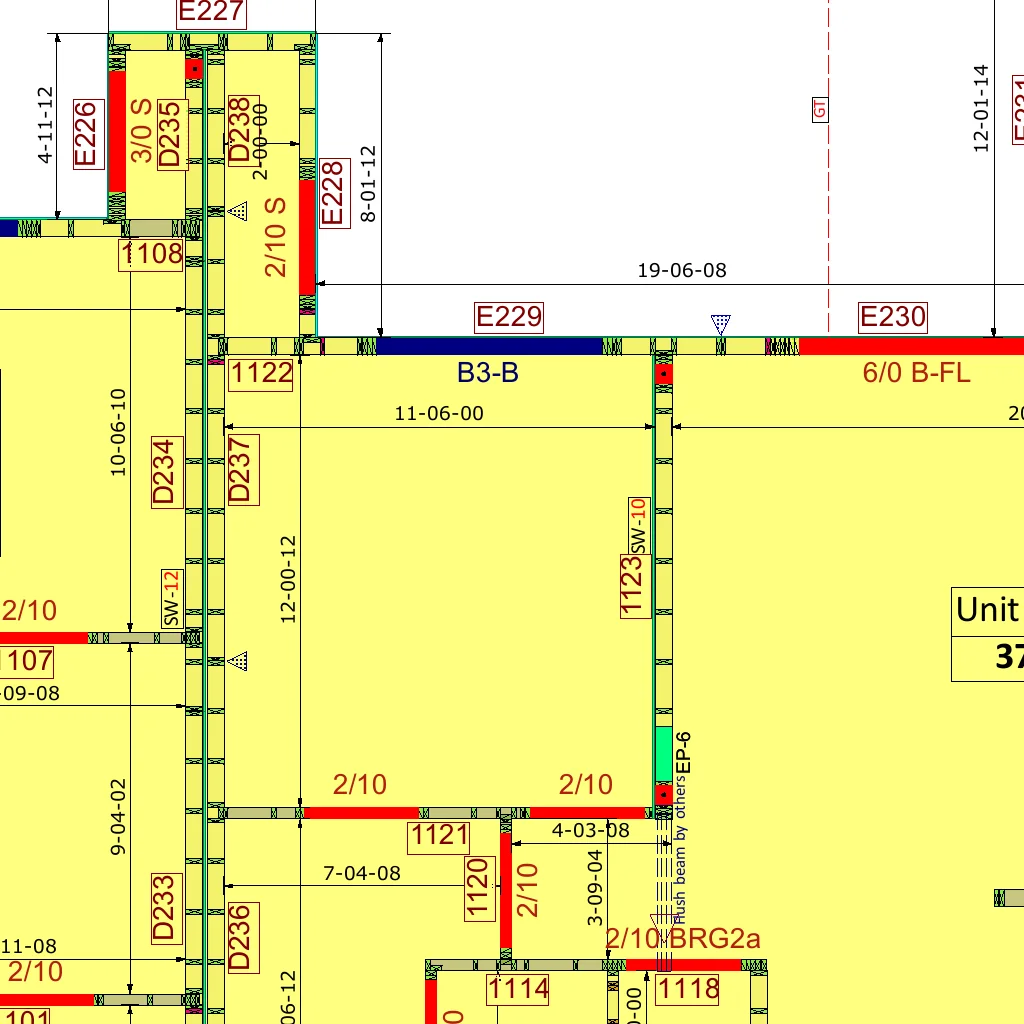 E227
4-11-12
E226
3/0 S
D235
D238
2-00-00
E228
8-01-12
2/10 S
GT
12-01-14
1108
19-06-08
E229
E230
1122
B3-B
6/0 B-FL
11-06-00
10-06-10
D234
D237
SW-10
1123
12-00-12
SW-12
2/10
1107
-09-08
Unit
37
EP-6
flush beam by others
2/10
2/10
1121
4-03-08
9-04-02
7-04-08
1120
2/10
3-09-04
D233
D236
11-08
2/10
2/10 BRG2a
1114
1118